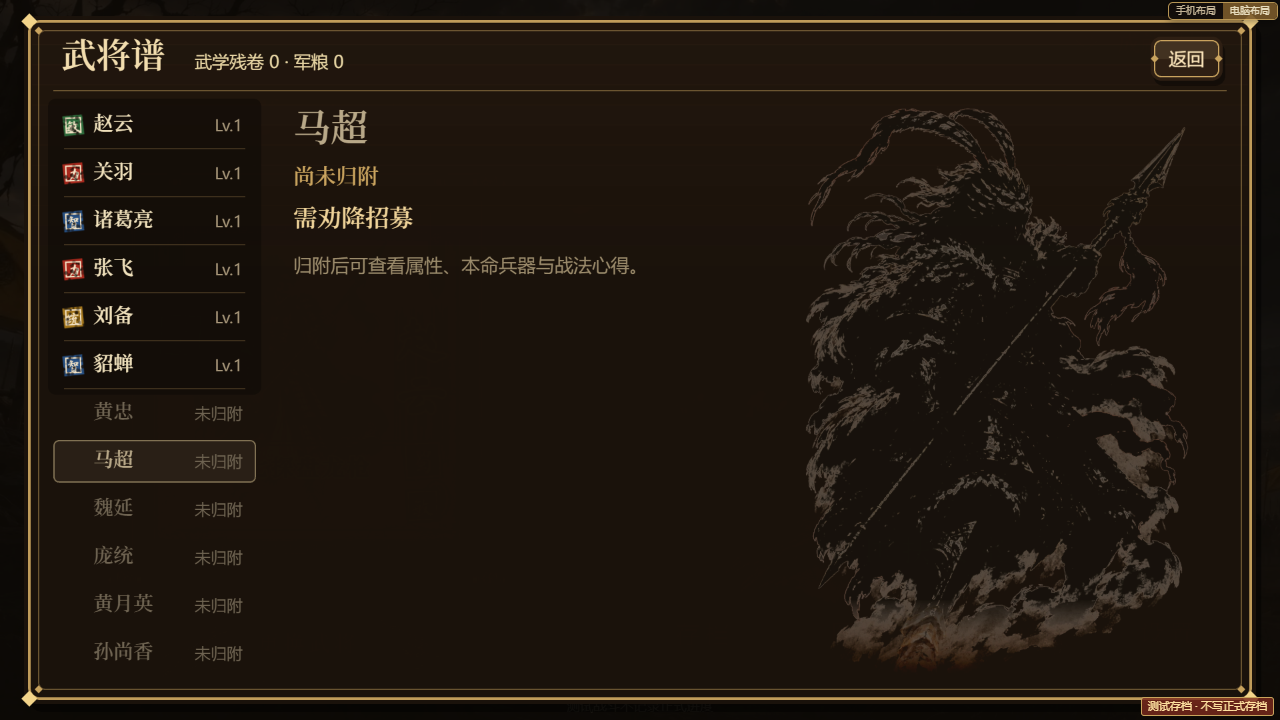 手机布局 电脑布局
武将谱 武学残卷 0 · 军粮 0 返回
赵云 Lv.1
关羽 Lv.1
诸葛亮 Lv.1
张飞 Lv.1
刘备 Lv.1
貂蝉 Lv.1
黄忠 未归附
马超 未归附
魏延 未归附
庞统 未归附
黄月英 未归附
孙尚香 未归附
马超
尚未归附
需劝降招募
归附后可查看属性、本命兵器与战法心得。
测试存档 · 不写正式存档